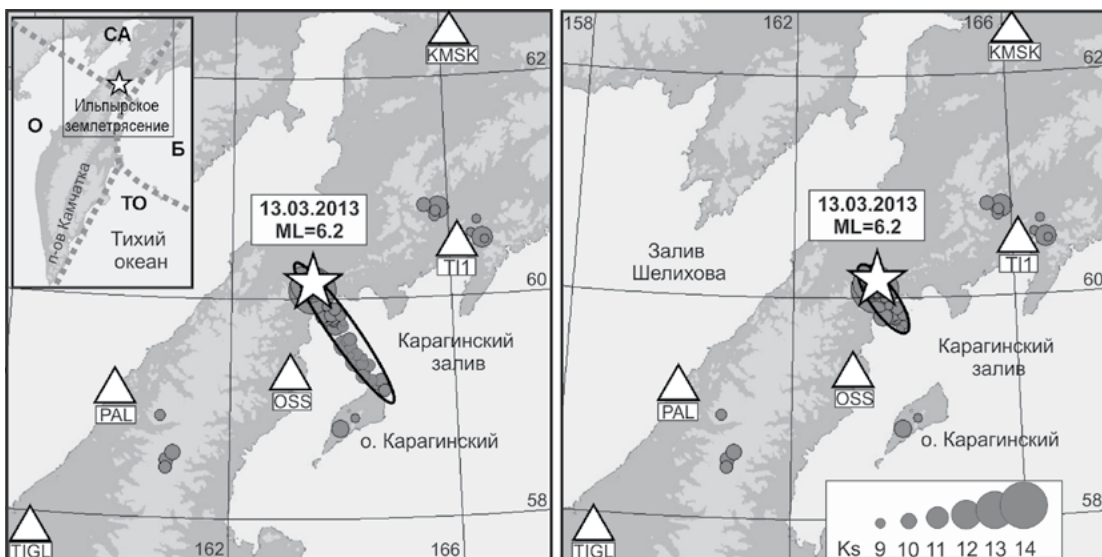 СА
Ильпырское
землетрясение
О
Б
п-ов Камчатка
ТО
Тихий
океан
KMSK
62
13.03.2013
ML=6.2
TI1
60
Карагинский
залив
PAL
OSS
о. Карагинский
58
TIGL
162
166
158
162
166
KMSK
62
13.03.2013
ML=6.2
Залив
Шелихова
TI1
60
Карагинский
залив
PAL
OSS
о. Карагинский
58
TIGL
Ks 9 10 11 12 13 14